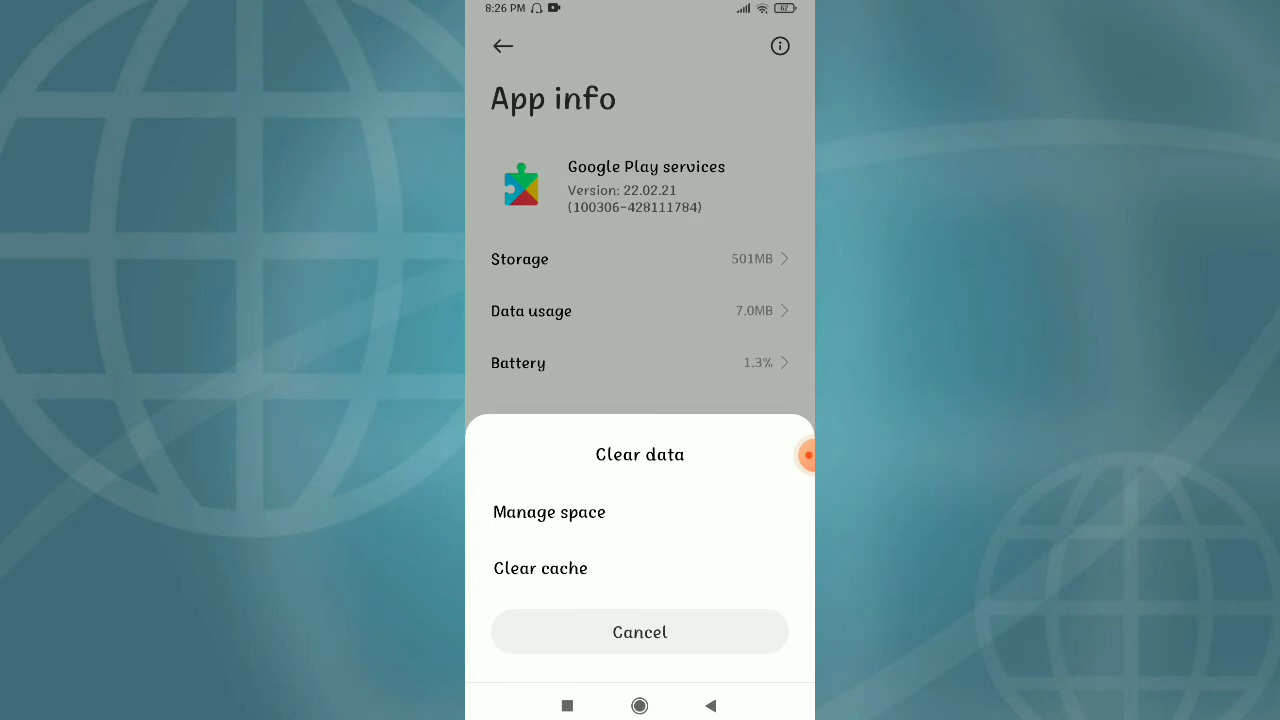 8:26 PM 62
App info
Google Play services
Version: 22.02.21
(100306-428111784)
Storage 501MB
Data usage 7.0MB
Battery 1.3%
Clear data
Manage space
Clear cache
Cancel